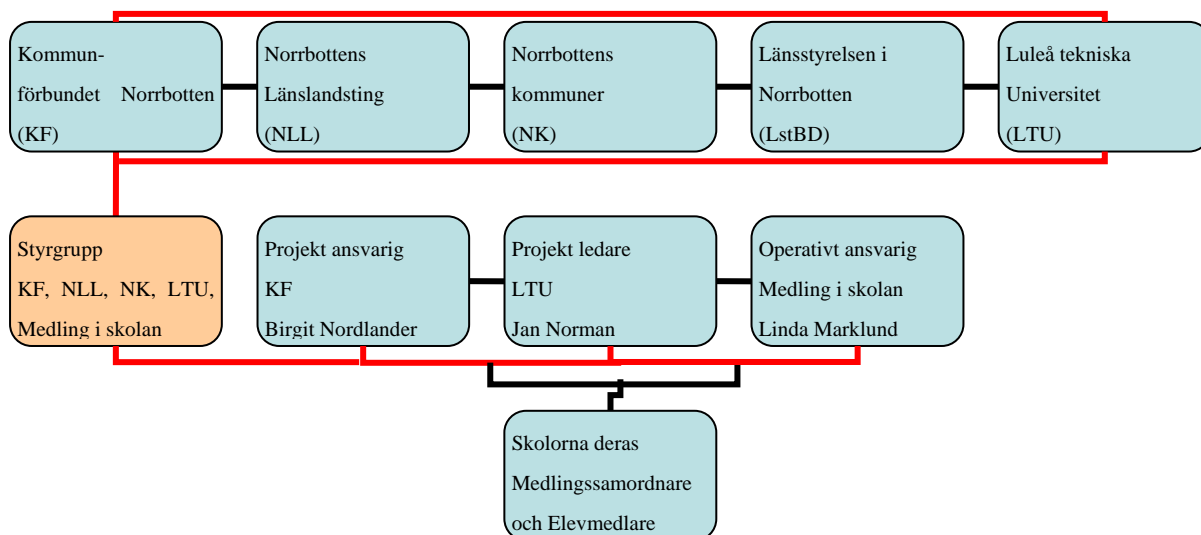 Kommun-
förbundet Norrbotten
(KF)
Norrbottens
Länslandsting
(NLL)
Norrbottens
kommuner
(NK)
Länsstyrelsen i
Norrbotten
(LstBD)
Luleå tekniska
Universitet
(LTU)
Styrgrupp
KF, NLL, NK, LTU,
Medling i skolan
Projekt ansvarig
KF
Birgit Nordlander
Projekt ledare
LTU
Jan Norman
Operativt ansvarig
Medling i skolan
Linda Marklund
Skolorna deras
Medlingssamordnare
och Elevmedlare